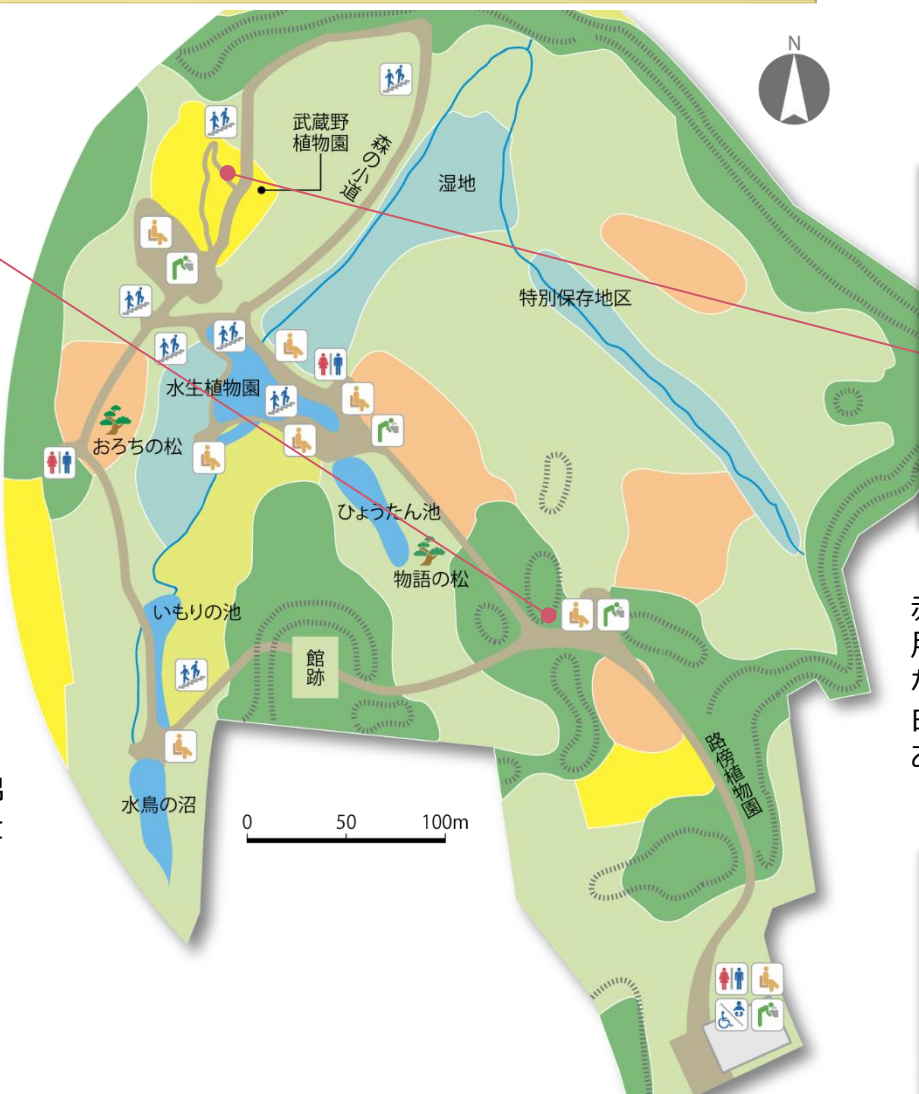 N
武蔵野
植物園
森の小道
湿地
特別保存地区
水生植物園
おろちの松
ひょうたん池
物語の松
いもりの池
館
跡
路傍植物園
水鳥の沼
0 50 100m